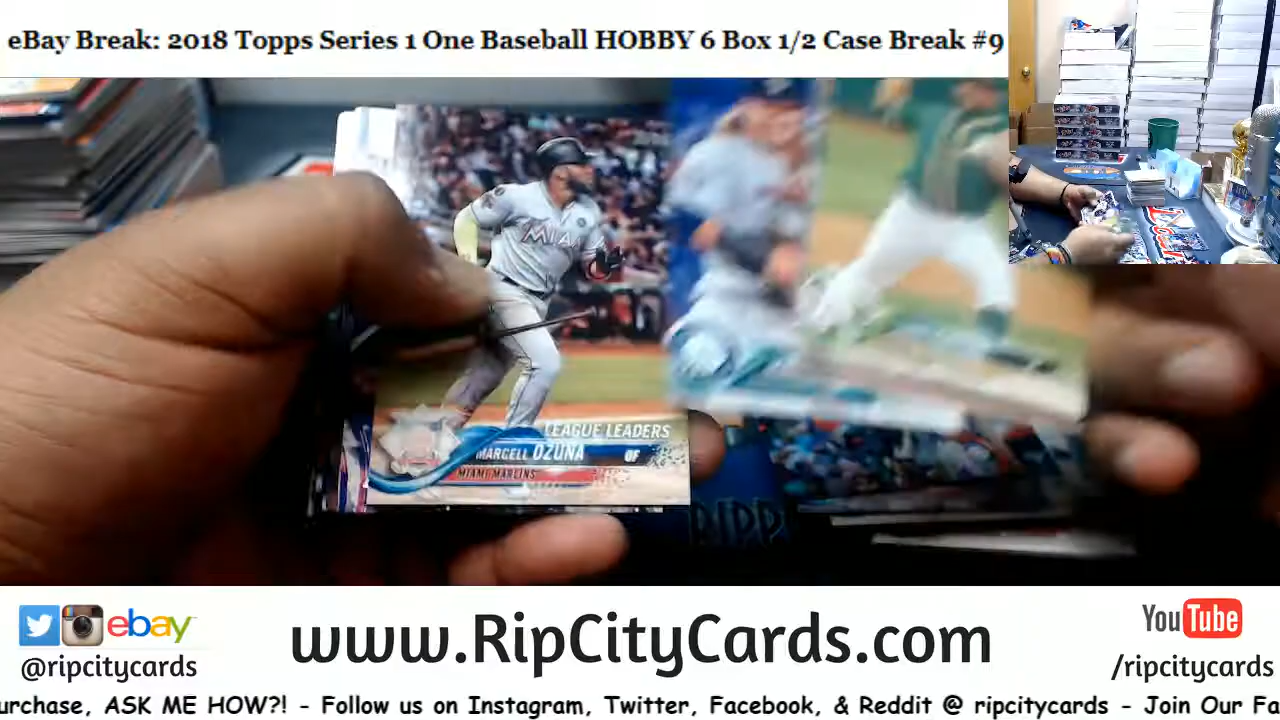 eBay Break: 2018 Topps Series 1 One Baseball HOBBY 6 Box 1/2 Case Break #9
MIAMI
LEAGUE LEADERS
MARCELL OZUNA OF
MIAMI MARLINS
RIPP
ebay
@ripcitycards
www.RipCityCards.com
YouTube
/ripcitycards
urchase, ASK ME HOW?! - Follow us on Instagram, Twitter, Facebook, & Reddit @ ripcitycards - Join Our Fa